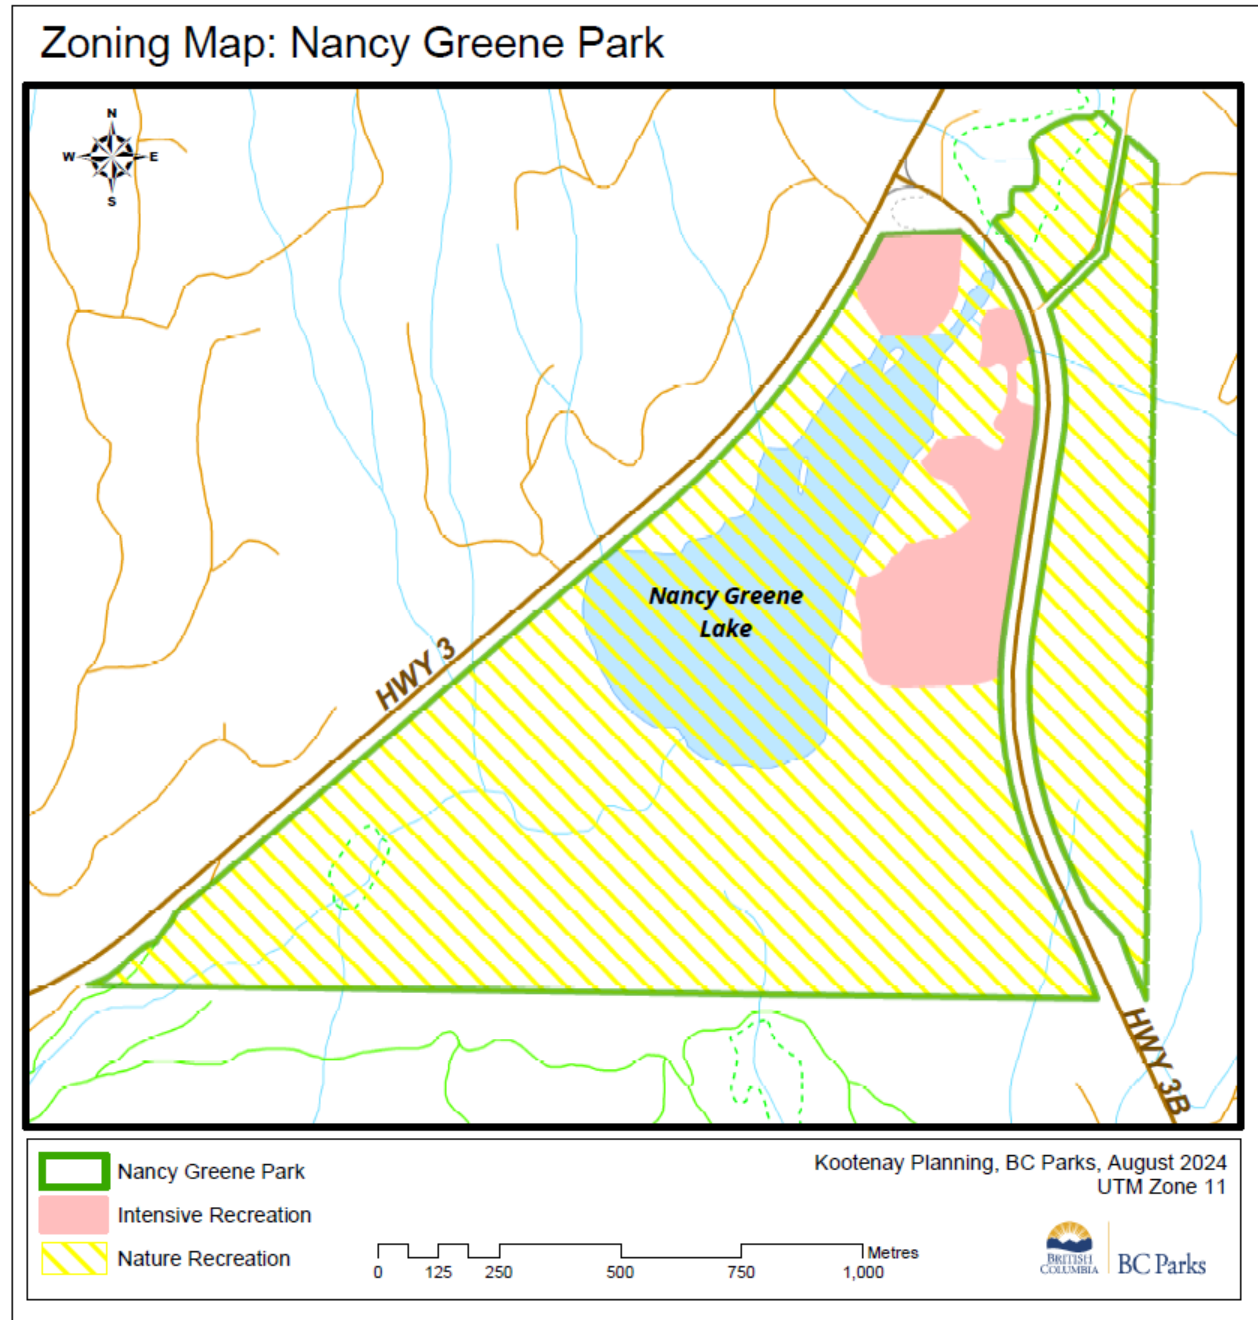 Zoning Map: Nancy Greene Park
N
W
E
S
Nancy Greene
Lake
HWY 3
HWY 3B
Nancy Greene Park
Intensive Recreation
Nature Recreation
0 125 250 500 750 1,000
Metres
Kootenay Planning, BC Parks, August 2024
UTM Zone 11
BRITISH
COLUMBIA
BC Parks